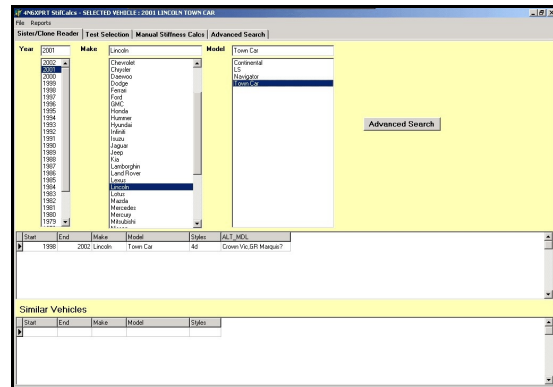 4N6XPRT StifCalcs - SELECTED VEHICLE : 2001 LINCOLN TOWN CAR
File Reports
Sister/Clone Reader Test Selection Manual Stiffness Calcs Advanced Search
Year 2001 Make Lincoln Model Town Car
2002 Chevrolet Continental
2001 Chrysler LS
2000 Daewoo Navigator
1999 Dodge Town Car
1998 Ferrari
1997 Ford
1996 GMC
1995 Honda
1994 Hummer
1993 Hyundai
1992 Infiniti
1991 Isuzu
1990 Jaguar
1989 Jeep
1988 Kia
1987 Lamborghini
1986 Land Rover
1985 Lexus
1984 Lincoln
1983 Lotus
1982 Mazda
1981 Mercedes
1980 Mercury
1979 Mitsubishi
Advanced Search
Start End Make Model Styles ALT_MDL
1998 2002 Lincoln Town Car 4d Crown Vic,GR Marquis?
Similar Vehicles
Start End Make Model Styles